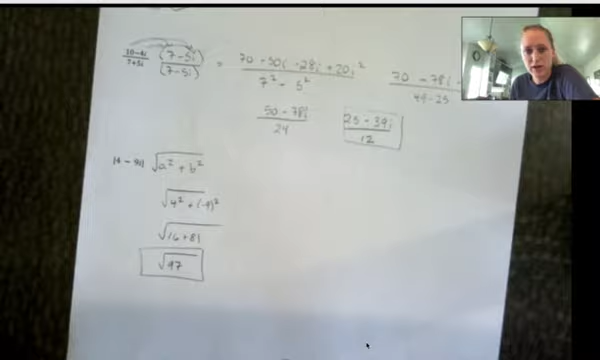 10-4i/7+5i (7-5i)/(7-5i) = 70 - 50i - 28i + 20i²/7² - 5² 70 - 78i -/49-25
50 - 78i/24 25 - 39i/12
|4 - 9i| √a² + b²
√4² + (-9)²
√16+81
√97